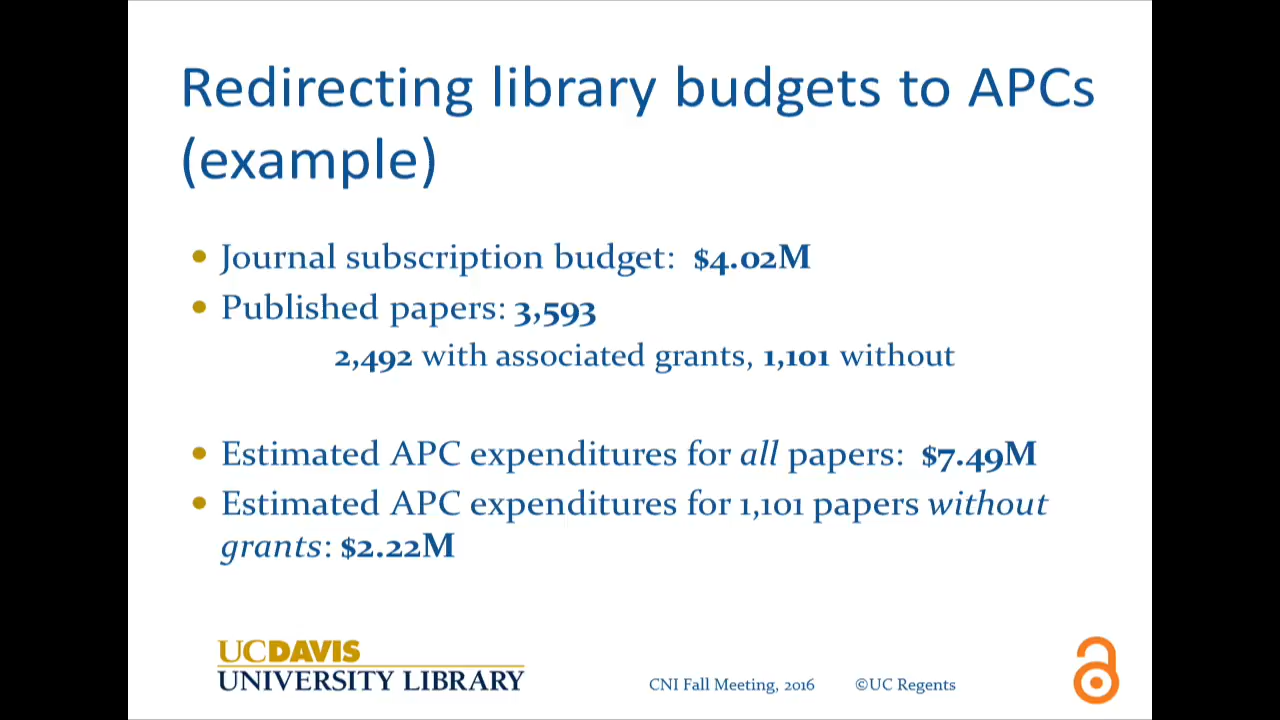 Redirecting library budgets to APCs
(example)
• Journal subscription budget: $4.02M
• Published papers: 3,593
2,492 with associated grants, 1,101 without
• Estimated APC expenditures for all papers: $7.49M
• Estimated APC expenditures for 1,101 papers without
grants: $2.22M
UCDAVIS
UNIVERSITY LIBRARY
CNI Fall Meeting, 2016 ©UC Regents